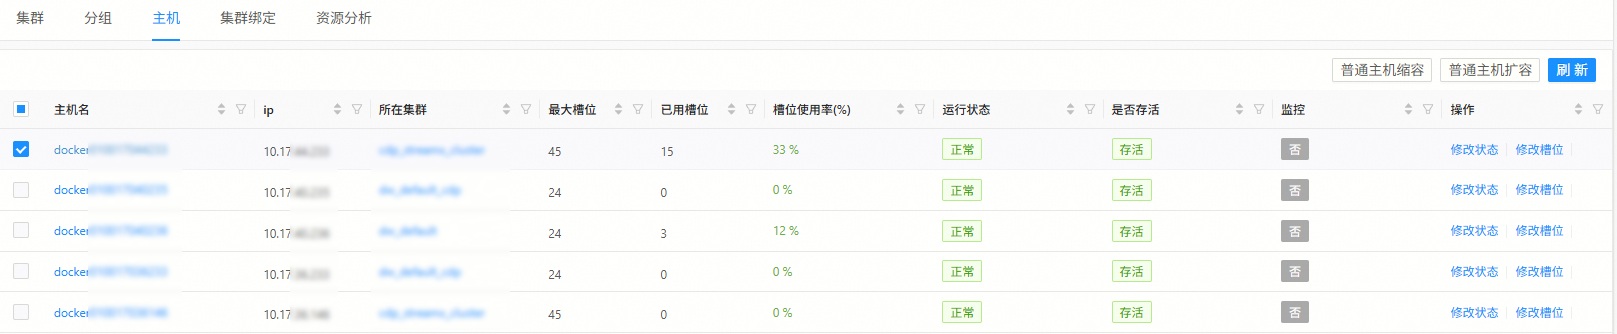 集群 分组 主机 集群绑定 资源分析
普通主机缩容 普通主机扩容 刷 新
主机名 ip 所在集群 最大槽位 已用槽位 槽位使用率(%) 运行状态 是否存活 监控 操作
docker 10.17 45 15 33 % 正常 存活 否 修改状态 修改槽位
docker 10.17 24 0 0 % 正常 存活 否 修改状态 修改槽位
docker 10.17 24 3 12 % 正常 存活 否 修改状态 修改槽位
docker 10.17 24 0 0 % 正常 存活 否 修改状态 修改槽位
docker 10.17 45 0 0 % 正常 存活 否 修改状态 修改槽位